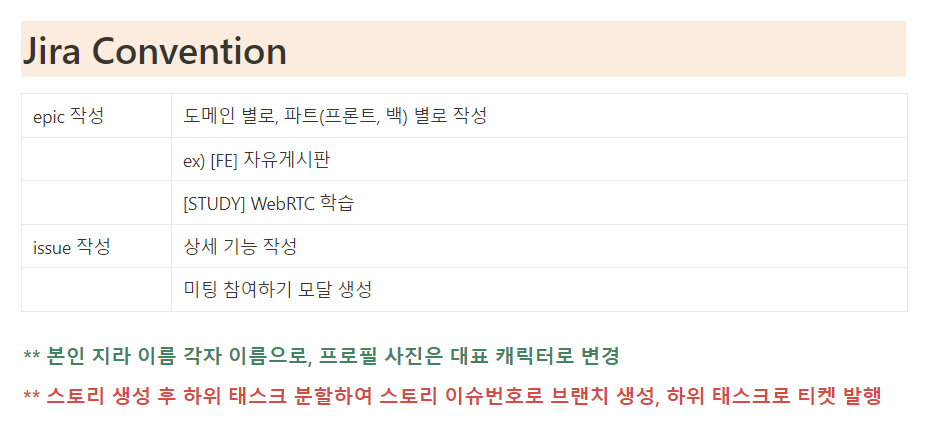 Jira Convention
epic 작성 도메인 별로, 파트(프론트, 백) 별로 작성
ex) [FE] 자유게시판
[STUDY] WebRTC 학습
issue 작성 상세 기능 작성
미팅 참여하기 모달 생성
** 본인 지라 이름 각자 이름으로, 프로필 사진은 대표 캐릭터로 변경
** 스토리 생성 후 하위 태스크 분할하여 스토리 이슈번호로 브랜치 생성, 하위 태스크로 티켓 발행